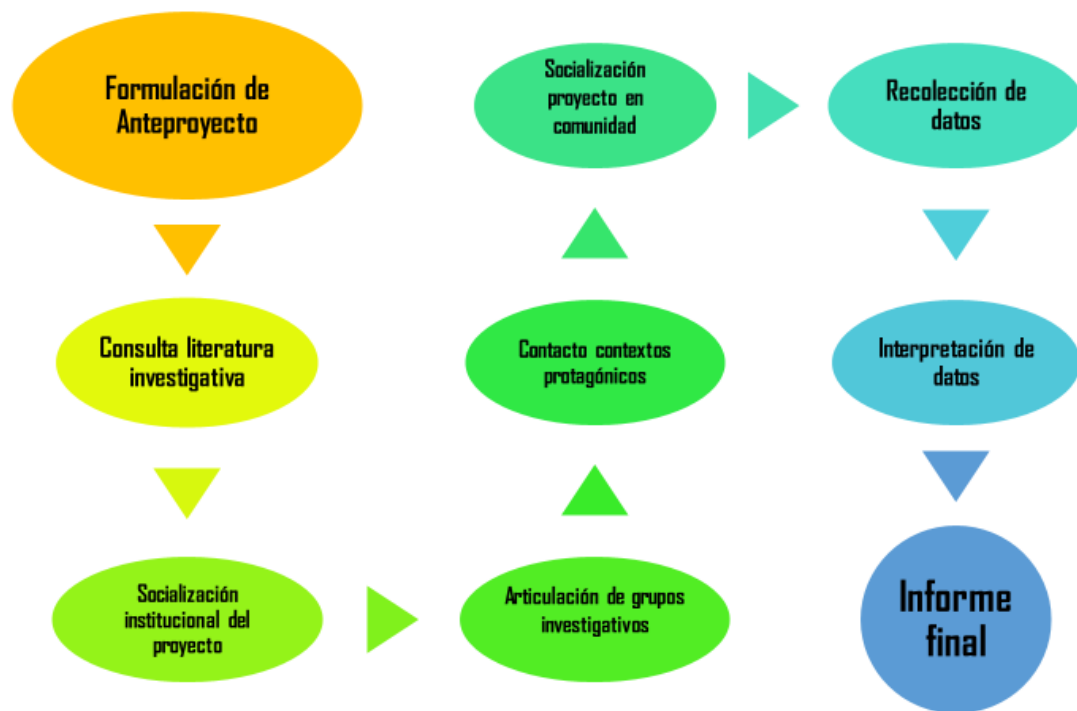 Formulación de
Anteproyecto
Consulta literatura
investigativa
Socialización
institucional del
proyecto
Articulación de grupos
investigativos
Contacto contextos
protagónicos
Socialización
proyecto en
comunidad
Recolección de
datos
Interpretación de
datos
Informe
final